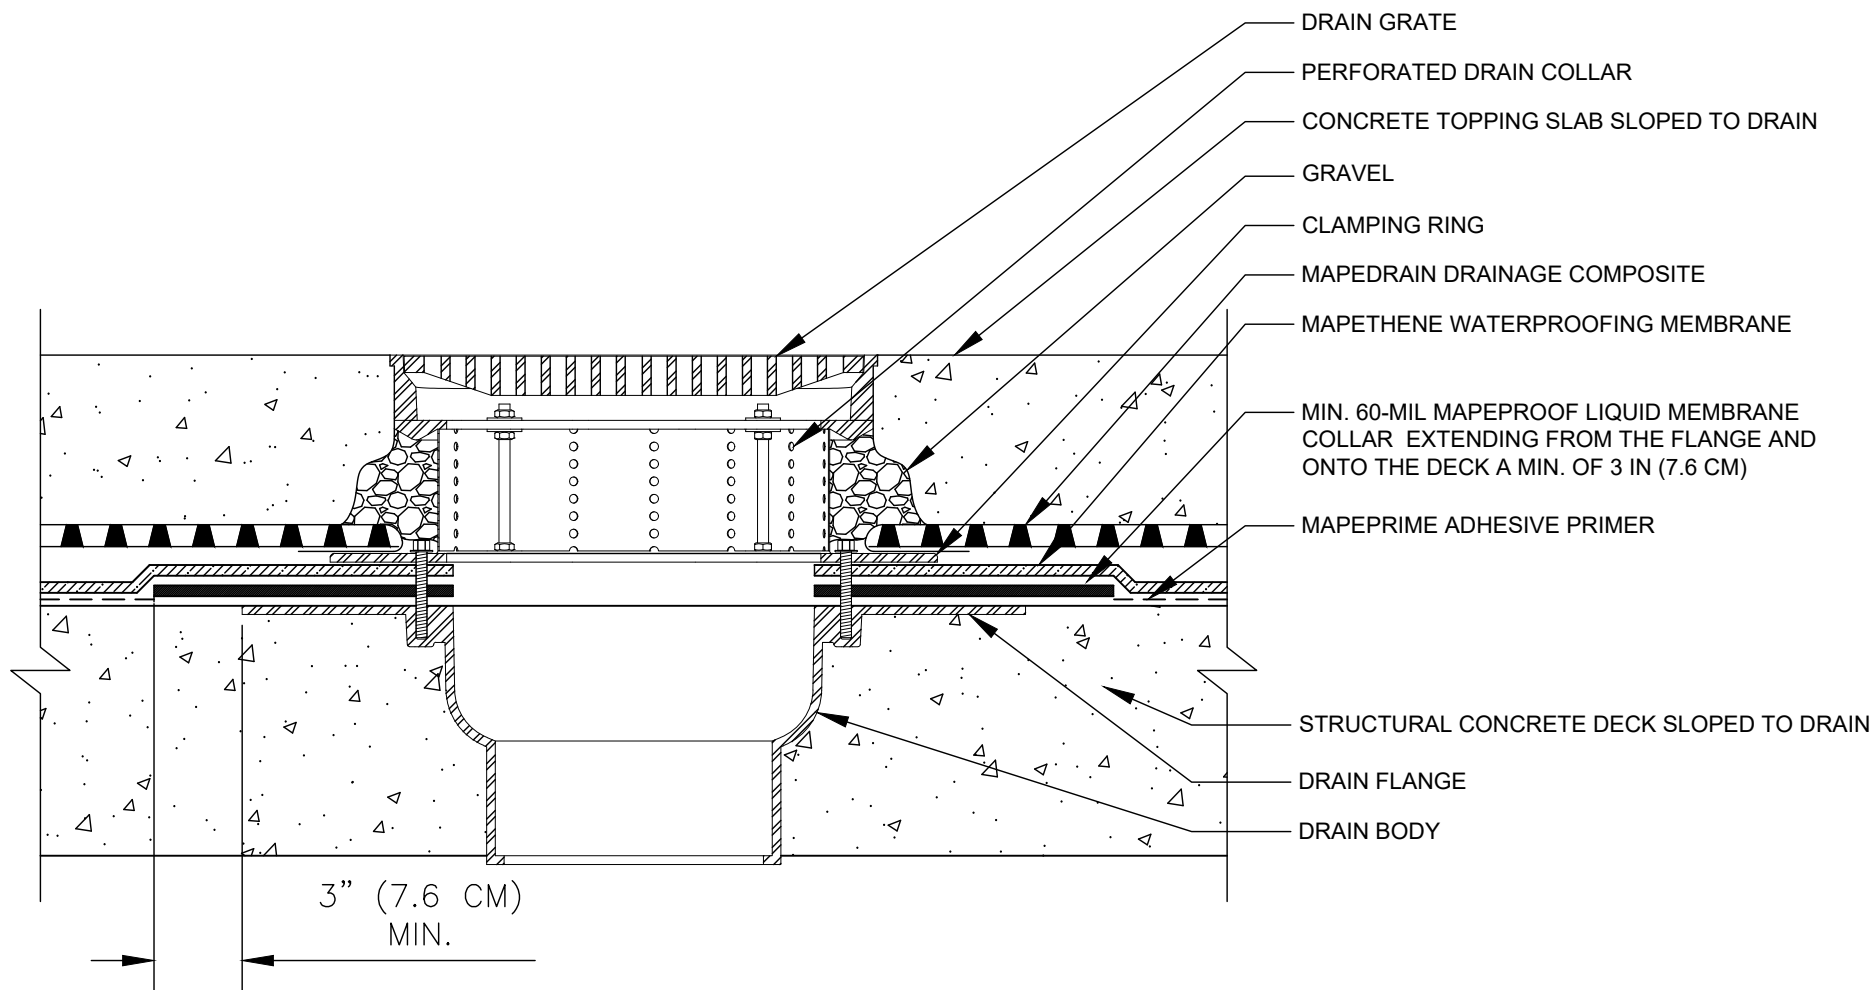 DRAIN GRATE
PERFORATED DRAIN COLLAR
CONCRETE TOPPING SLAB SLOPED TO DRAIN
GRAVEL
CLAMPING RING
MAPEDRAIN DRAINAGE COMPOSITE
MAPETHENE WATERPROOFING MEMBRANE
MIN. 60-MIL MAPEPROOF LIQUID MEMBRANE
COLLAR EXTENDING FROM THE FLANGE AND
ONTO THE DECK A MIN. OF 3 IN (7.6 CM)
MAPEPRIME ADHESIVE PRIMER
STRUCTURAL CONCRETE DECK SLOPED TO DRAIN
DRAIN FLANGE
DRAIN BODY
3” (7.6 CM)
MIN.